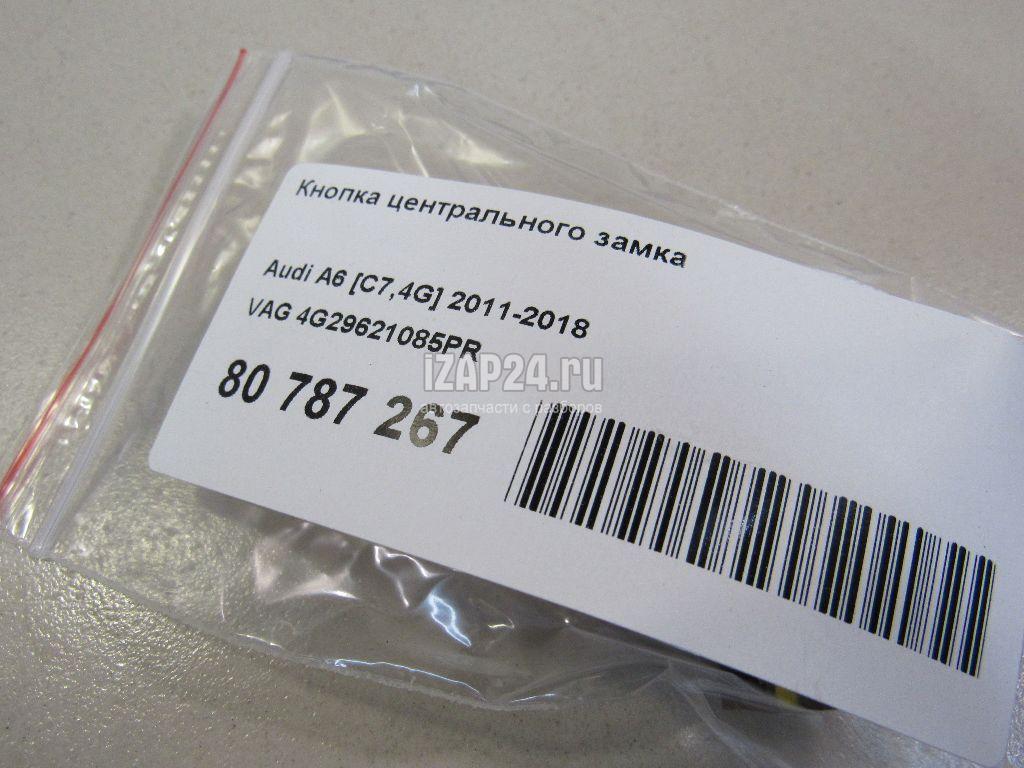 Кнопка центрального замка
Audi A6 [C7,4G] 2011-2018
VAG 4G29621085PR
80 787 267
iZAP24.ru
автозапчасти с разборов